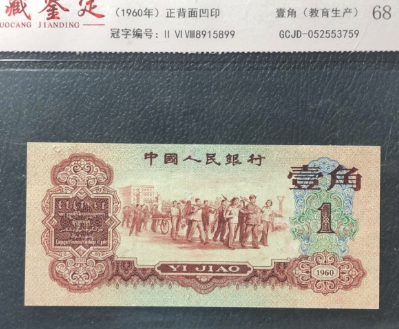 藏鉴定
UOCANG JIANDING
（1960年）正背面凹印
壹角（教育生产）
68
冠字编号：II VI VIII 8915899
GCJD-052553759
中國人民銀行
壹角
1
YI JIAO
1960